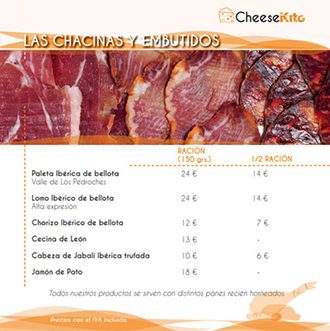 CheeseKito
LAS CHACINAS Y EMBUTIDOS
RACIÓN (150 grs.) 1/2 RACIÓN
Paleta Ibérica de bellota 24 € 14 €
Valle de Los Pedroches
Lomo Ibérico de bellota 24 € 14 €
Alta expresión
Chorizo Ibérico de bellota 12 € 7 €
Cecina de León 13 € -
Cabeza de Jabalí Ibérica trufada 10 € 6 €
Jamón de Pato 18 € -
Todos nuestros productos se sirven con distintos panes recién horneados.
Precios con el IVA incluido.